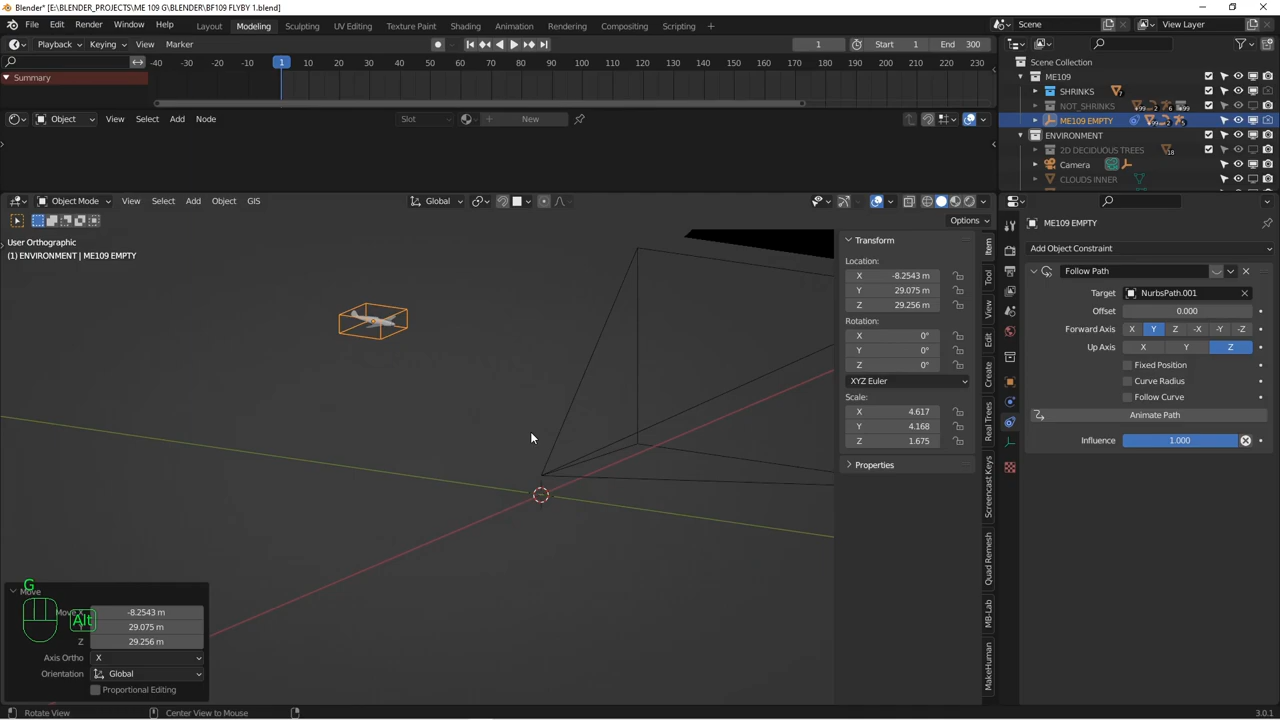 Blender* [E:\BLENDER_PROJECTS\ME 109 G\BLENDER\BF109 FLYBY 1.blend]
File Edit Render Window Help Layout Modeling Sculpting UV Editing Texture Paint Shading Animation Rendering Compositing Scripting Scene View Layer
Playback Keying View Marker 1 Start 1 End 300
-40 -30 -20 -10 1 10 20 30 40 50 60 70 80 90 100 110 120 130 140 150 160 170 180 190 200 210 220 230
Summary
Scene Collection
ME109
SHRINKS
NOT_SHRINKS
ME109 EMPTY
ENVIRONMENT
2D DECIDUOUS TREES
Camera
CLOUDS INNER
Object View Select Add Node Slot New
Object Mode View Select Add Object GIS Global
Options
User Orthographic
(1) ENVIRONMENT | ME109 EMPTY
Transform
Location:
X -8.2543 m
Y 29.075 m
Z 29.256 m
Rotation:
X 0°
Y 0°
Z 0°
XYZ Euler
Scale:
X 4.617
Y 4.168
Z 1.675
Properties
Item
Tool
View
Edit
Create
Real Trees
Screencast Keys
Quad Remesh
MB-Lab
MakeHuman
ME109 EMPTY
Add Object Constraint
Follow Path
Target NurbsPath.001
Offset 0.000
Forward Axis X Y Z -X -Y -Z
Up Axis X Y Z
Fixed Position
Curve Radius
Follow Curve
Animate Path
Influence 1.000
G
Alt
Move
Move -8.2543 m
29.075 m
Z 29.256 m
Axis Ortho X
Orientation Global
Proportional Editing
Rotate View Center View to Mouse 3.0.1